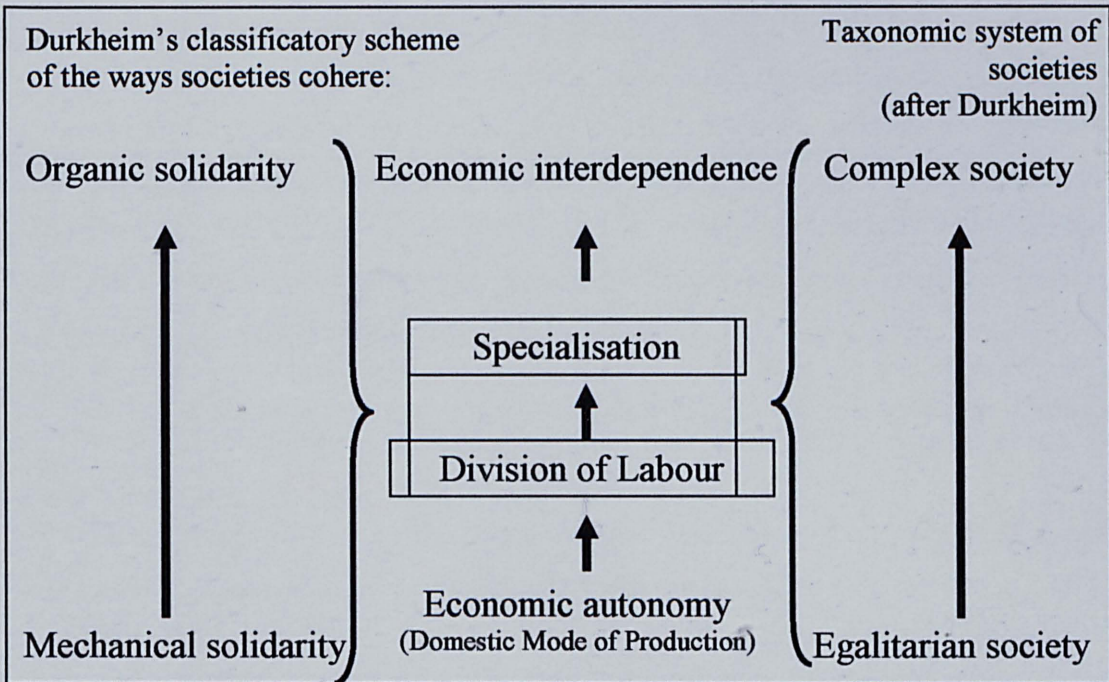 Durkheim's classificatory scheme
of the ways societies cohere:
Taxonomic system of
societies
(after Durkheim)
Organic solidarity
Economic interdependence
Complex society
Specialisation
Division of Labour
Economic autonomy
(Domestic Mode of Production)
Mechanical solidarity
Egalitarian society